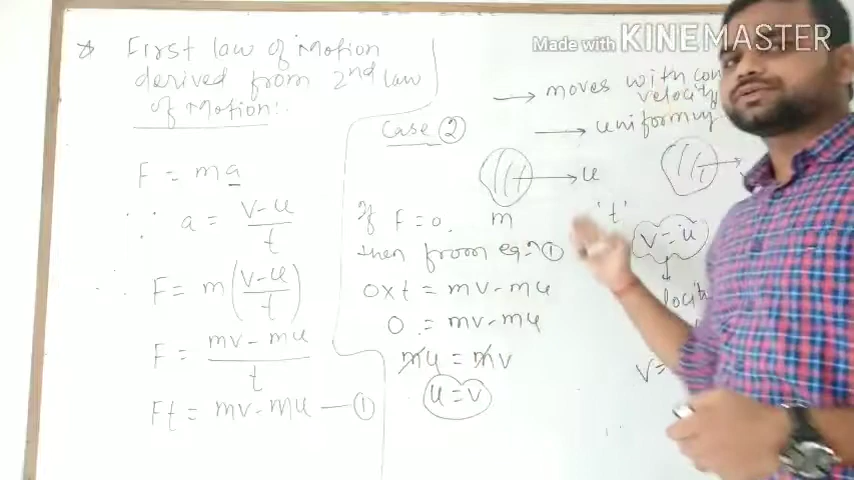 First law of Motion
derived from 2nd law
of Motion:.
F = ma
∵ a = v-u/t
F = m(v-u/t)
F = mv-mu/t
Ft = mv-mu — ①
Case ②
→ moves with
velocity
→ uniformly
→ u
m
't'
If F=0.
then from eqn ①
0xt = mv-mu
0 = mv-mu
mu = mv
u=v
v=u
v=
Made with KINEMASTER